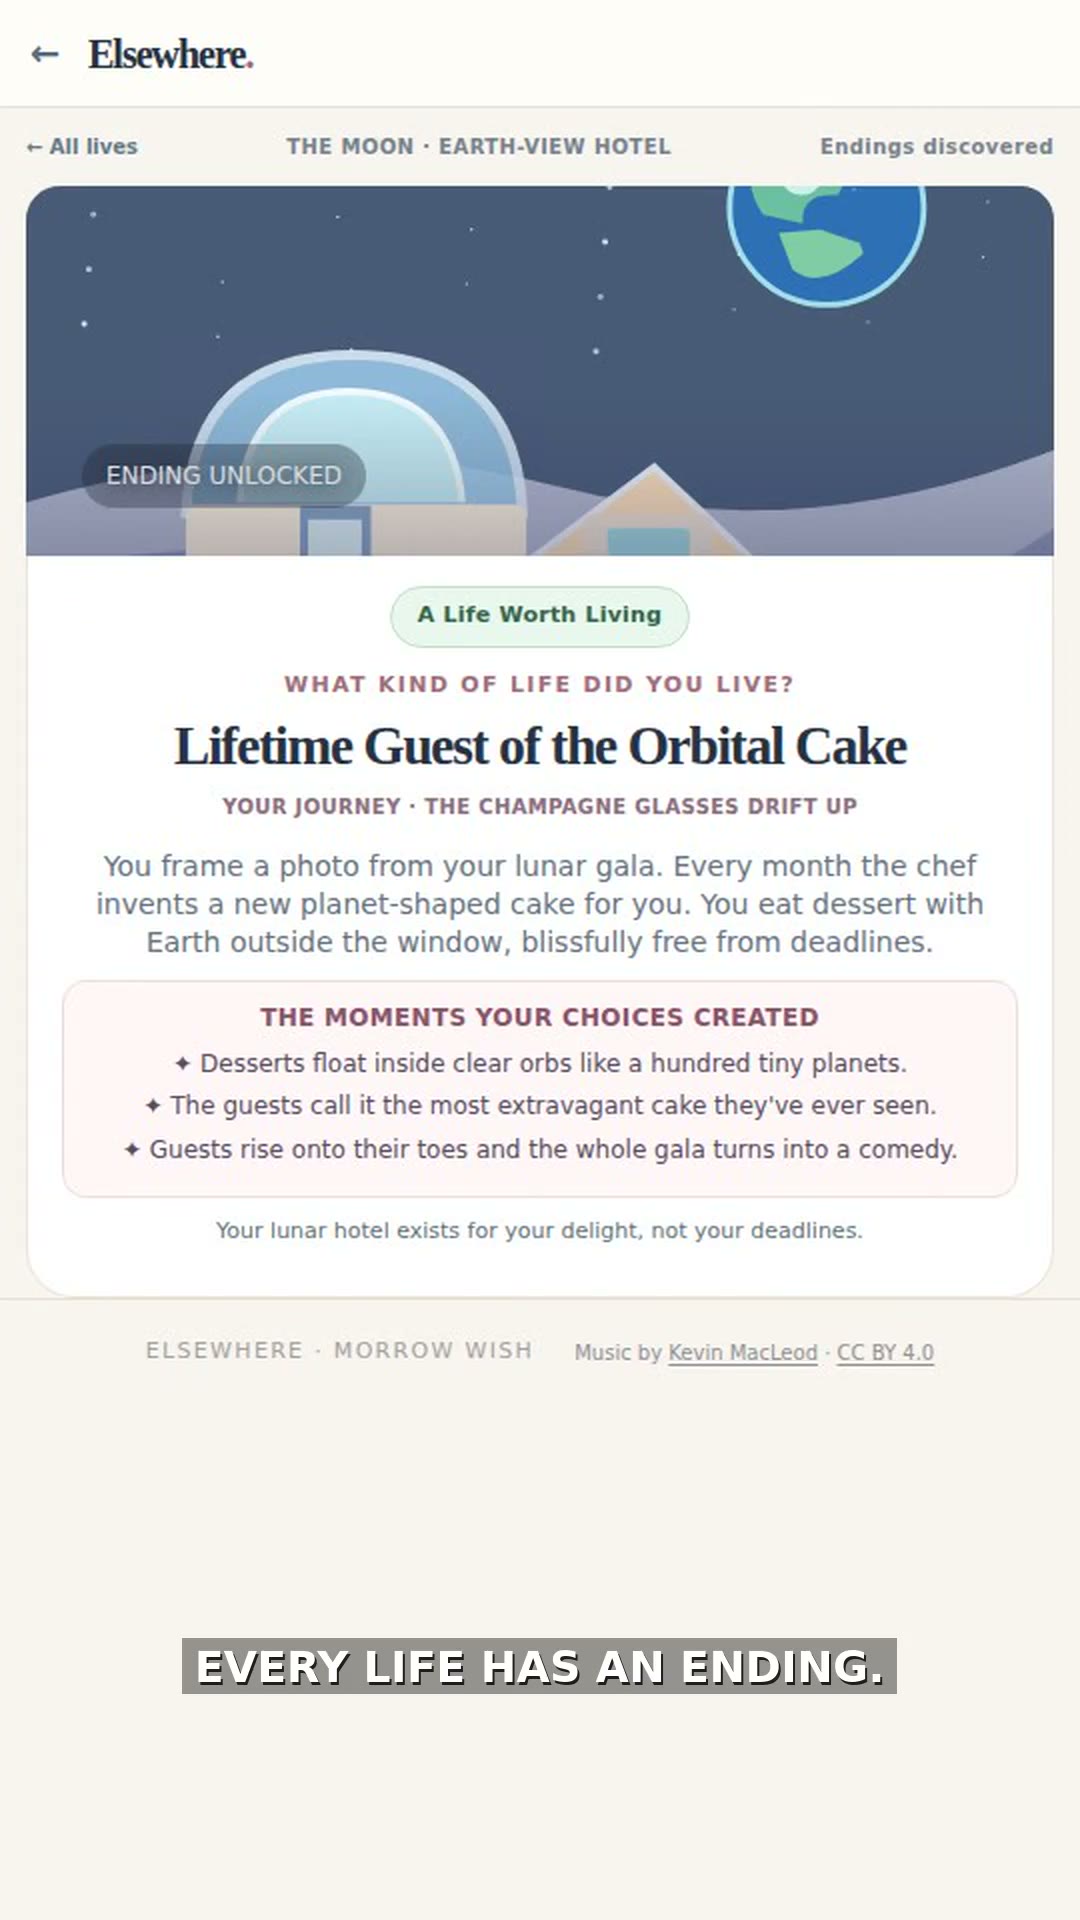 ← Elsewhere.
← All lives THE MOON · EARTH-VIEW HOTEL Endings discovered
ENDING UNLOCKED
A Life Worth Living
WHAT KIND OF LIFE DID YOU LIVE?
Lifetime Guest of the Orbital Cake
YOUR JOURNEY · THE CHAMPAGNE GLASSES DRIFT UP
You frame a photo from your lunar gala. Every month the chef
invents a new planet-shaped cake for you. You eat dessert with
Earth outside the window, blissfully free from deadlines.
THE MOMENTS YOUR CHOICES CREATED
✦ Desserts float inside clear orbs like a hundred tiny planets.
✦ The guests call it the most extravagant cake they've ever seen.
✦ Guests rise onto their toes and the whole gala turns into a comedy.
Your lunar hotel exists for your delight, not your deadlines.
ELSEWHERE · MORROW WISH Music by Kevin MacLeod · CC BY 4.0
EVERY LIFE HAS AN ENDING.